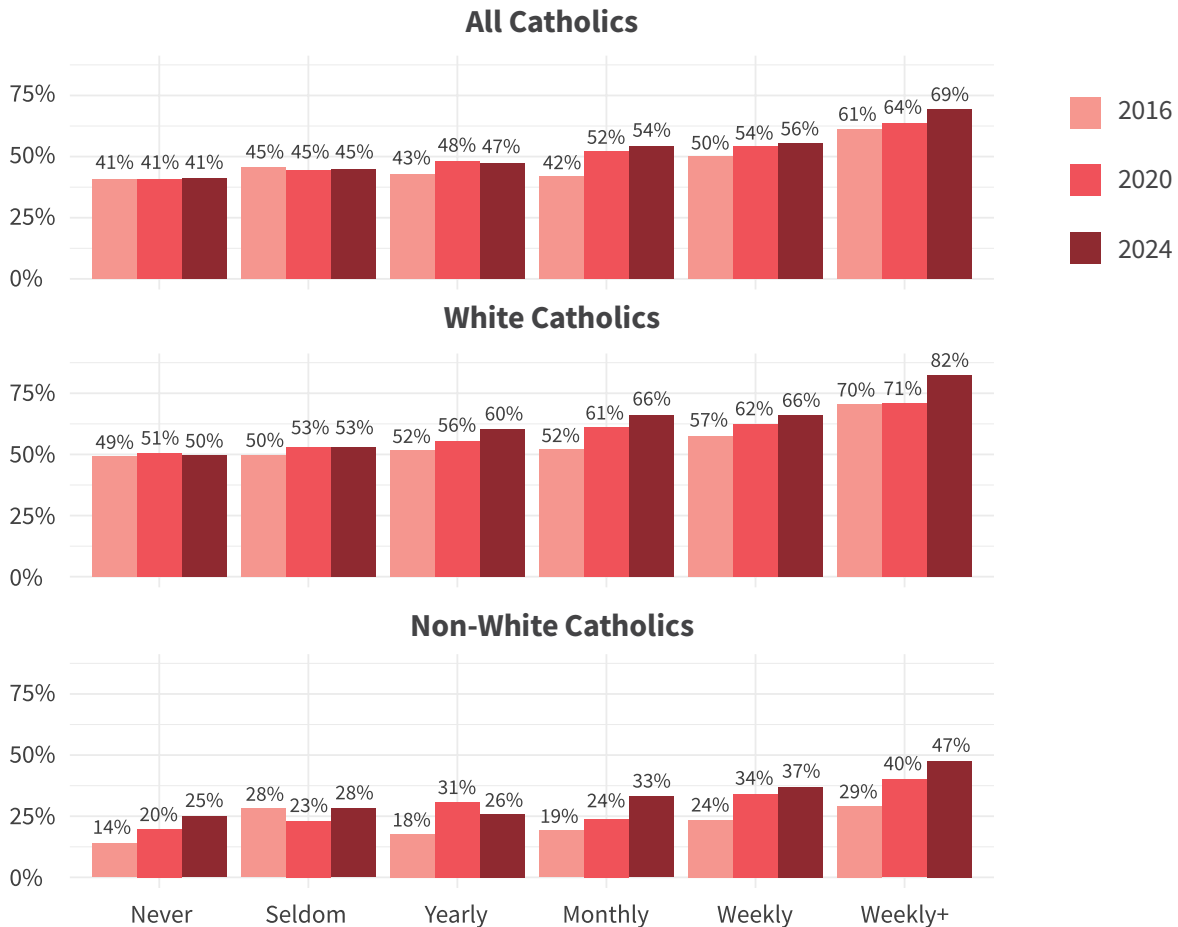 All Catholics
75%
50%
25%
0%
41% 41% 41% 45% 45% 45% 43% 48% 47% 42% 52% 54% 50% 54% 56% 61% 64% 69%
2016
2020
2024
White Catholics
75%
50%
25%
0%
49% 51% 50% 50% 53% 53% 52% 56% 60% 52% 61% 66% 57% 62% 66% 70% 71% 82%
Non-White Catholics
75%
50%
25%
0%
14% 20% 25% 28% 23% 28% 18% 31% 26% 19% 24% 33% 24% 34% 37% 29% 40% 47%
Never Seldom Yearly Monthly Weekly Weekly+